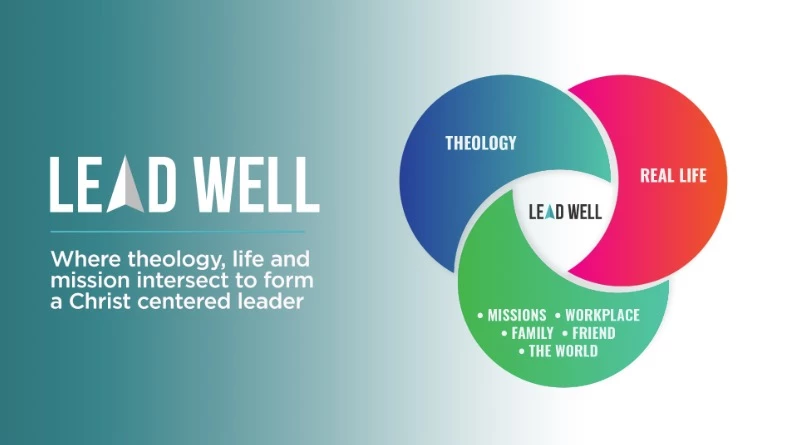 LEAD WELL
Where theology, life and
mission intersect to form
a Christ centered leader
THEOLOGY
REAL LIFE
LEAD WELL
• MISSIONS • WORKPLACE
• FAMILY • FRIEND
• THE WORLD